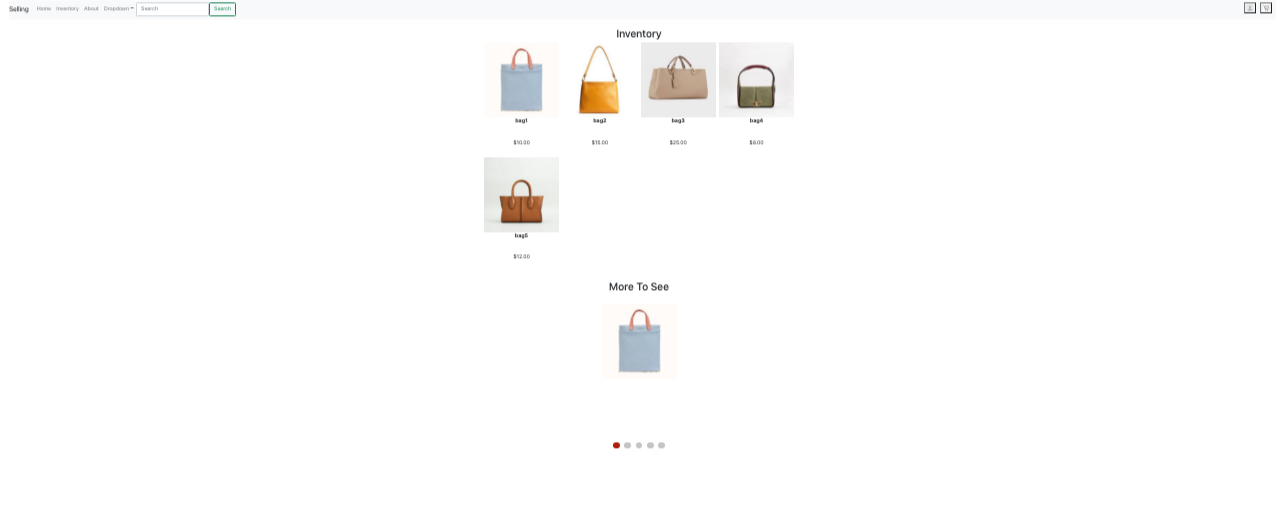 Selling Home Inventory About Dropdown Search Search
Inventory
bag1 bag2 bag3 bag4
$10.00 $15.00 $25.00 $8.00
bag5
$12.00
More To See